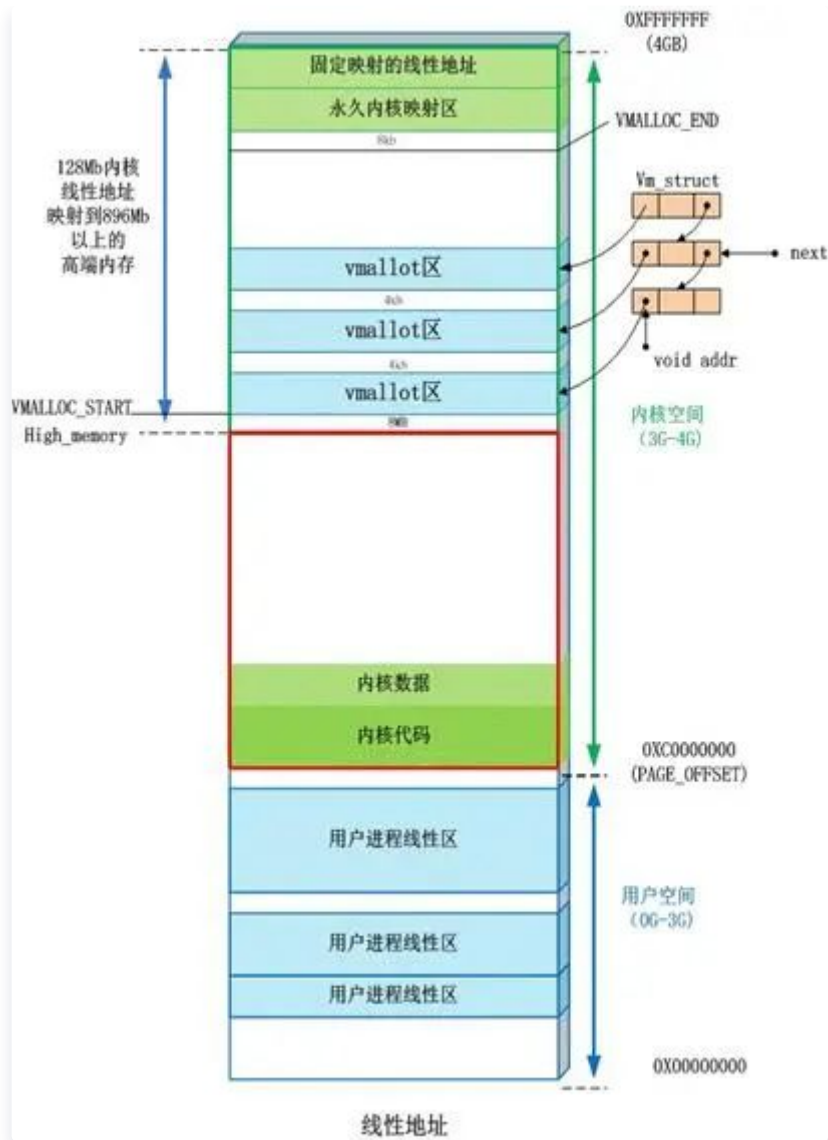 0XFFFFFFF
(4GB)
固定映射的线性地址
永久内核映射区
8kb
VMALLOC_END
128Mb内核
线性地址
映射到896Mb
以上的
高端内存
Vm_struct
next
void addr
vmallot区
4kb
vmallot区
4kb
vmallot区
VMALLOC_START
8Mb
High_memory
内核空间
(3G-4G)
内核数据
内核代码
0XC0000000
(PAGE_OFFSET)
用户进程线性区
用户空间
(0G-3G)
用户进程线性区
用户进程线性区
0X00000000
线性地址